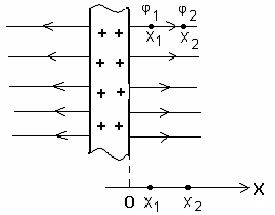 φ₁ φ₂
+ + x₁ x₂
+ +
+ +
+ +
0 x₁ x₂ X